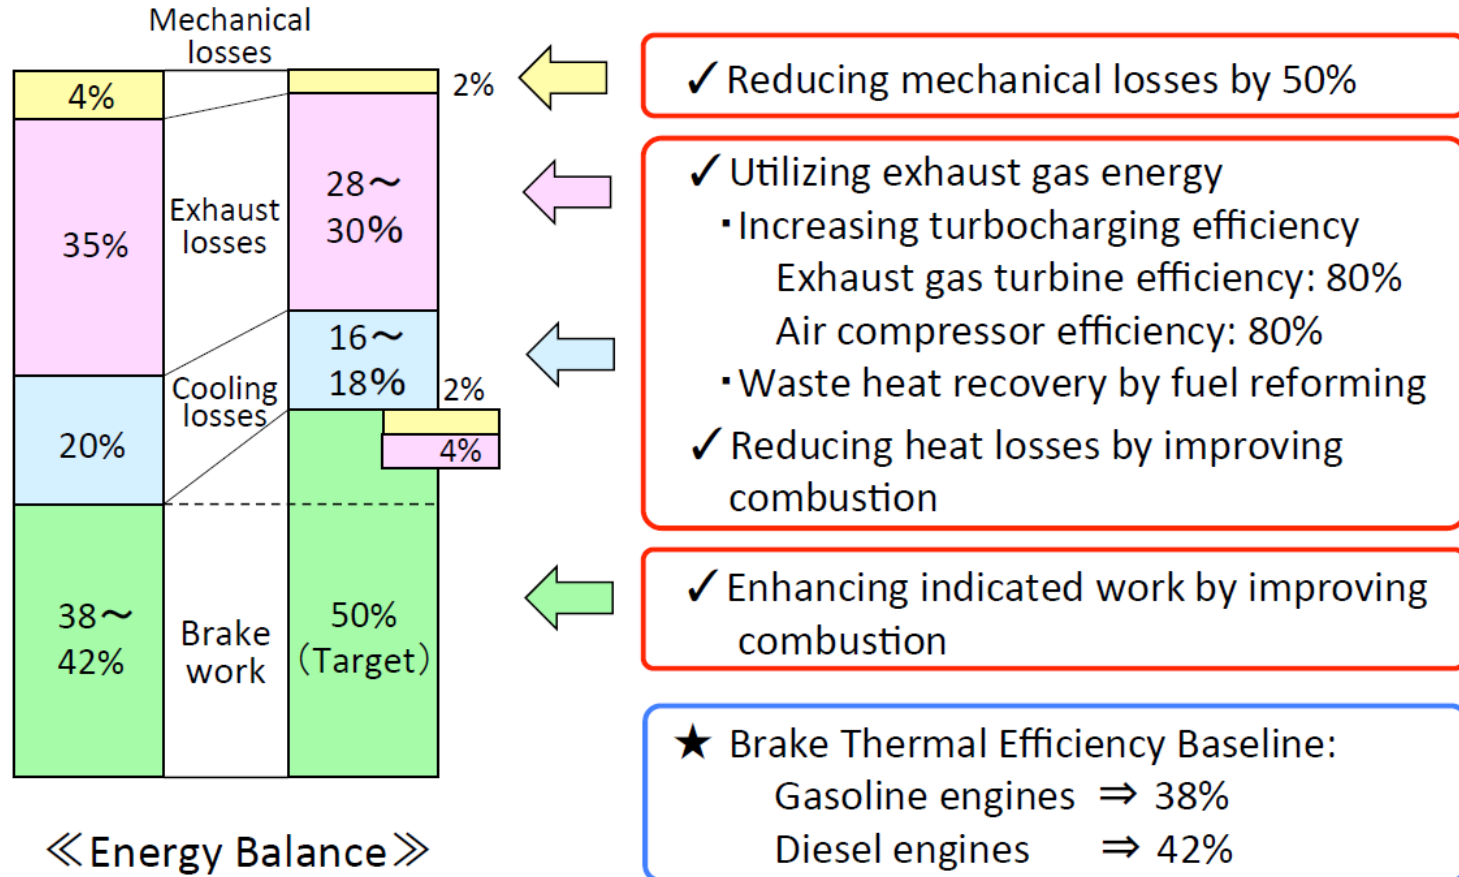 Mechanical
losses
4%
2%
35%
Exhaust
losses
28～
30%
20%
Cooling
losses
16～
18%
2%
4%
38～
42%
Brake
work
50%
（Target）
≪Energy Balance≫
✓ Reducing mechanical losses by 50%
✓ Utilizing exhaust gas energy
・Increasing turbocharging efficiency
Exhaust gas turbine efficiency: 80%
Air compressor efficiency: 80%
・Waste heat recovery by fuel reforming
✓ Reducing heat losses by improving
combustion
✓ Enhancing indicated work by improving
combustion
★ Brake Thermal Efficiency Baseline:
Gasoline engines ⇒ 38%
Diesel engines ⇒ 42%